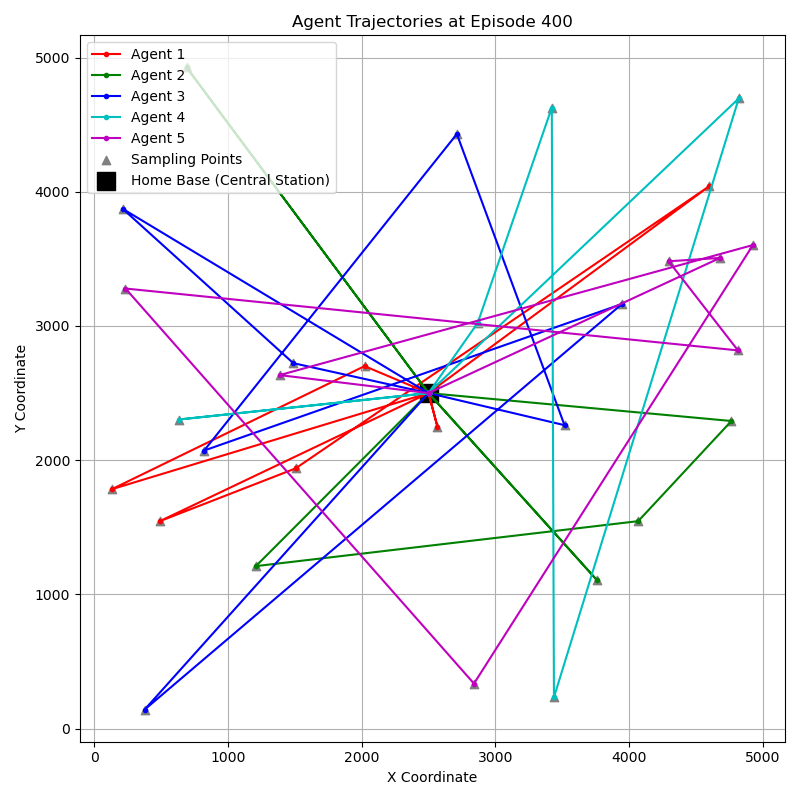 Agent Trajectories at Episode 400
Agent 1
Agent 2
Agent 3
Agent 4
Agent 5
Sampling Points
Home Base (Central Station)
5000
4000
3000
2000
1000
0
Y Coordinate
0 1000 2000 3000 4000 5000
X Coordinate